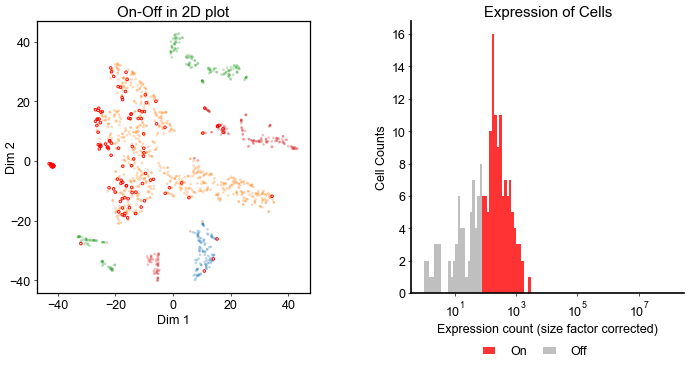 On-Off in 2D plot
Dim 2
40
20
0
−20
−40
−40 −20 0 20 40
Dim 1
Expression of Cells
Cell Counts
16
14
12
10
8
6
4
2
0
10^1 10^3 10^5 10^7
Expression count (size factor corrected)
On Off